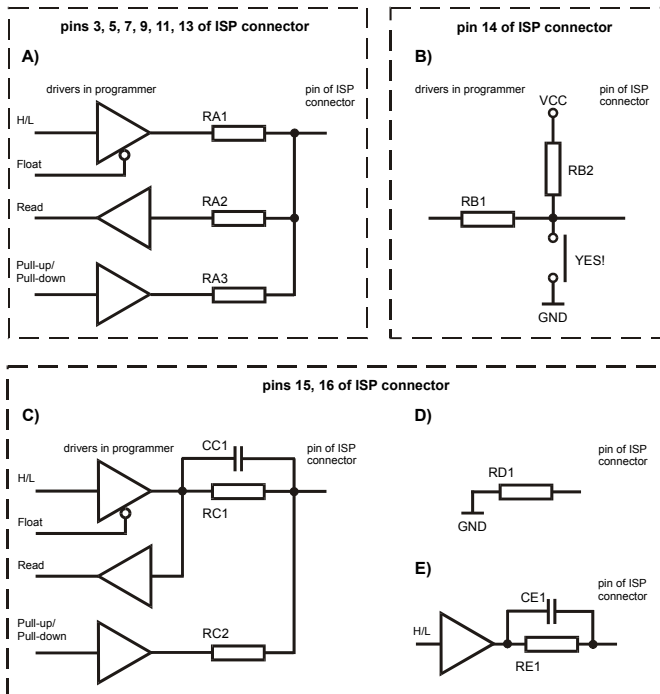 pins 3, 5, 7, 9, 11, 13 of ISP connector
A)
drivers in programmer
pin of ISP
connector
H/L
RA1
Float
Read
RA2
Pull-up/
Pull-down
RA3
pin 14 of ISP connector
B)
drivers in programmer
pin of ISP
connector
VCC
RB2
RB1
YES!
GND
pins 15, 16 of ISP connector
C)
drivers in programmer
CC1
pin of ISP
connector
H/L
RC1
Float
Read
Pull-up/
Pull-down
RC2
D)
pin of ISP
connector
RD1
GND
E)
pin of ISP
connector
CE1
H/L
RE1